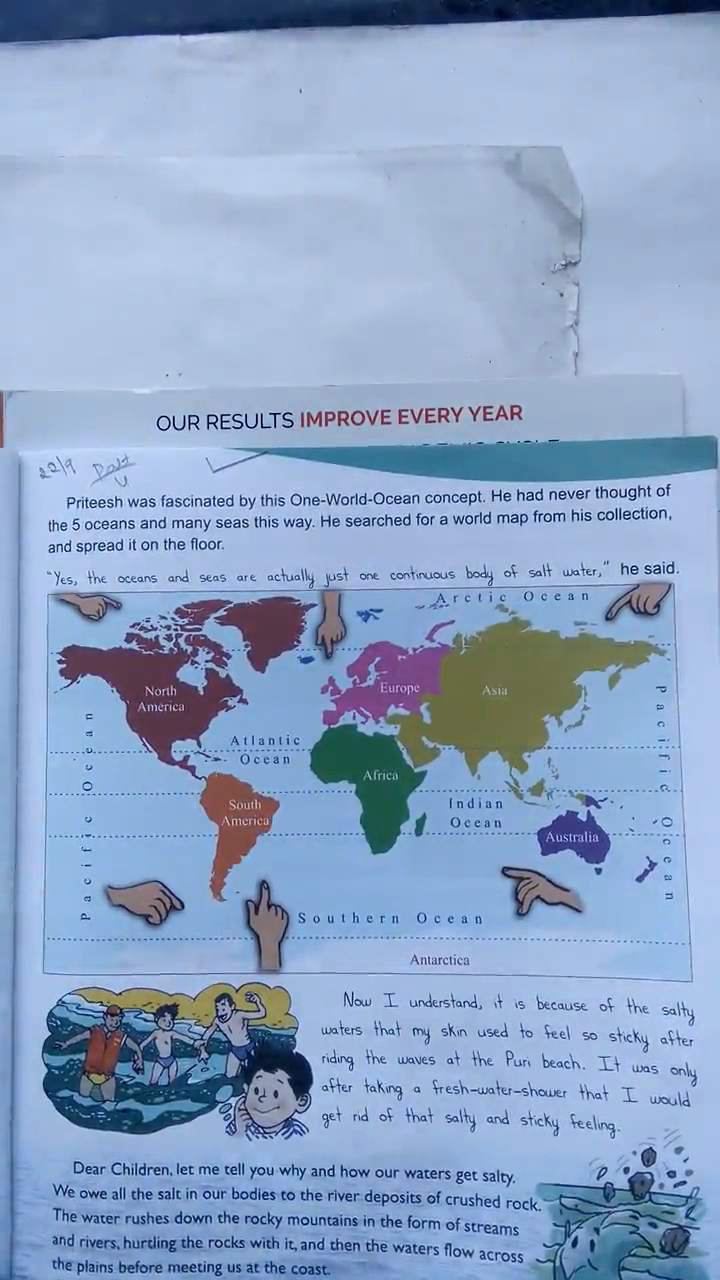 OUR RESULTS IMPROVE EVERY YEAR
22/9
Priteesh was fascinated by this One-World-Ocean concept. He had never thought of
the 5 oceans and many seas this way. He searched for a world map from his collection,
and spread it on the floor.
"Yes, the oceans and seas are actually just one continuous body of salt water," he said.
Arctic Ocean
North
America
Europe
Asia
Pacific Ocean
Atlantic
Ocean
Pacific Ocean
Africa
South
America
Indian
Ocean
Australia
Southern Ocean
Antarctica
Now I understand, it is because of the salty
waters that my skin used to feel so sticky after
riding the waves at the Puri beach. It was only
after taking a fresh-water-shower that I would
get rid of that salty and sticky feeling.
Dear Children, let me tell you why and how our waters get salty.
We owe all the salt in our bodies to the river deposits of crushed rock.
The water rushes down the rocky mountains in the form of streams
and rivers, hurtling the rocks with it, and then the waters flow across
the plains before meeting us at the coast.